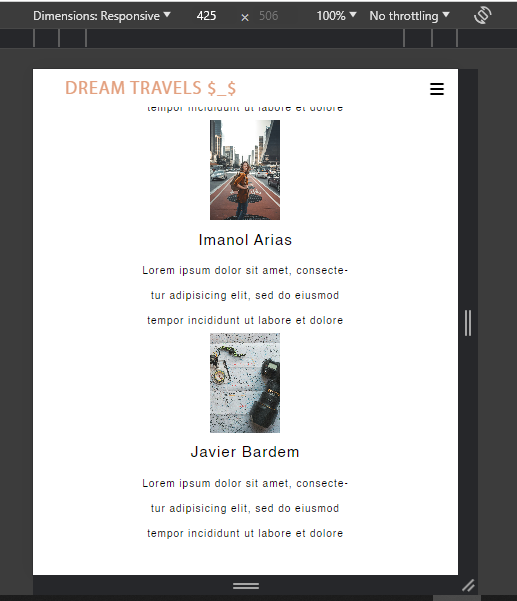 Dimensions: Responsive 425 × 506 100% No throttling
DREAM TRAVELS $_$
tempor incididunt ut labore et dolore
Imanol Arias
Lorem ipsum dolor sit amet, consecte-
tur adipisicing elit, sed do eiusmod
tempor incididunt ut labore et dolore
Javier Bardem
Lorem ipsum dolor sit amet, consecte-
tur adipisicing elit, sed do eiusmod
tempor incididunt ut labore et dolore